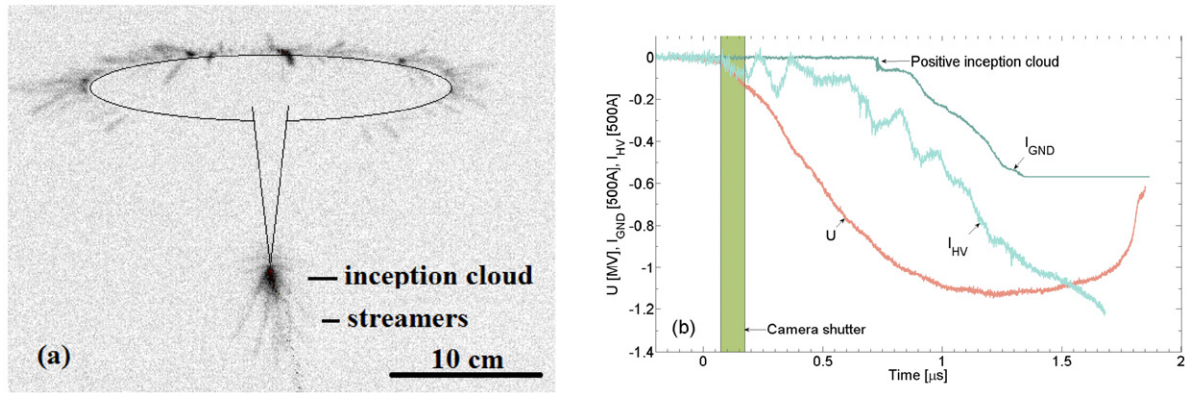 inception cloud
streamers
(a)
10 cm
U [MV], I_GND [500A], I_HV [500A]
0
-0.2
-0.4
-0.6
-0.8
-1
-1.2
-1.4
Positive inception cloud
I_GND
U
I_HV
(b)
Camera shutter
0
0.5
1
1.5
2
Time [μs]